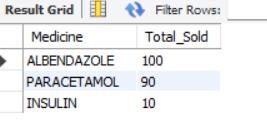 Result Grid Filter Rows:
Medicine Total_Sold
ALBENDAZOLE 100
PARACETAMOL 90
INSULIN 10